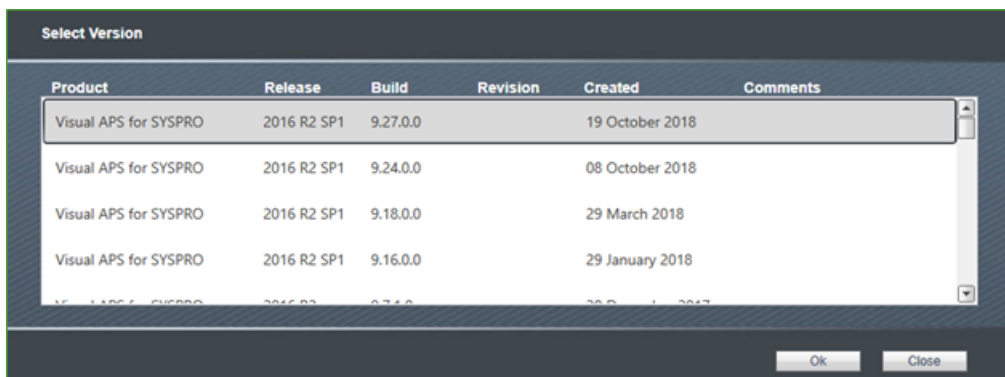 Select Version
Product Release Build Revision Created Comments
Visual APS for SYSPRO 2016 R2 SP1 9.27.0.0 19 October 2018
Visual APS for SYSPRO 2016 R2 SP1 9.24.0.0 08 October 2018
Visual APS for SYSPRO 2016 R2 SP1 9.18.0.0 29 March 2018
Visual APS for SYSPRO 2016 R2 SP1 9.16.0.0 29 January 2018
Ok Close